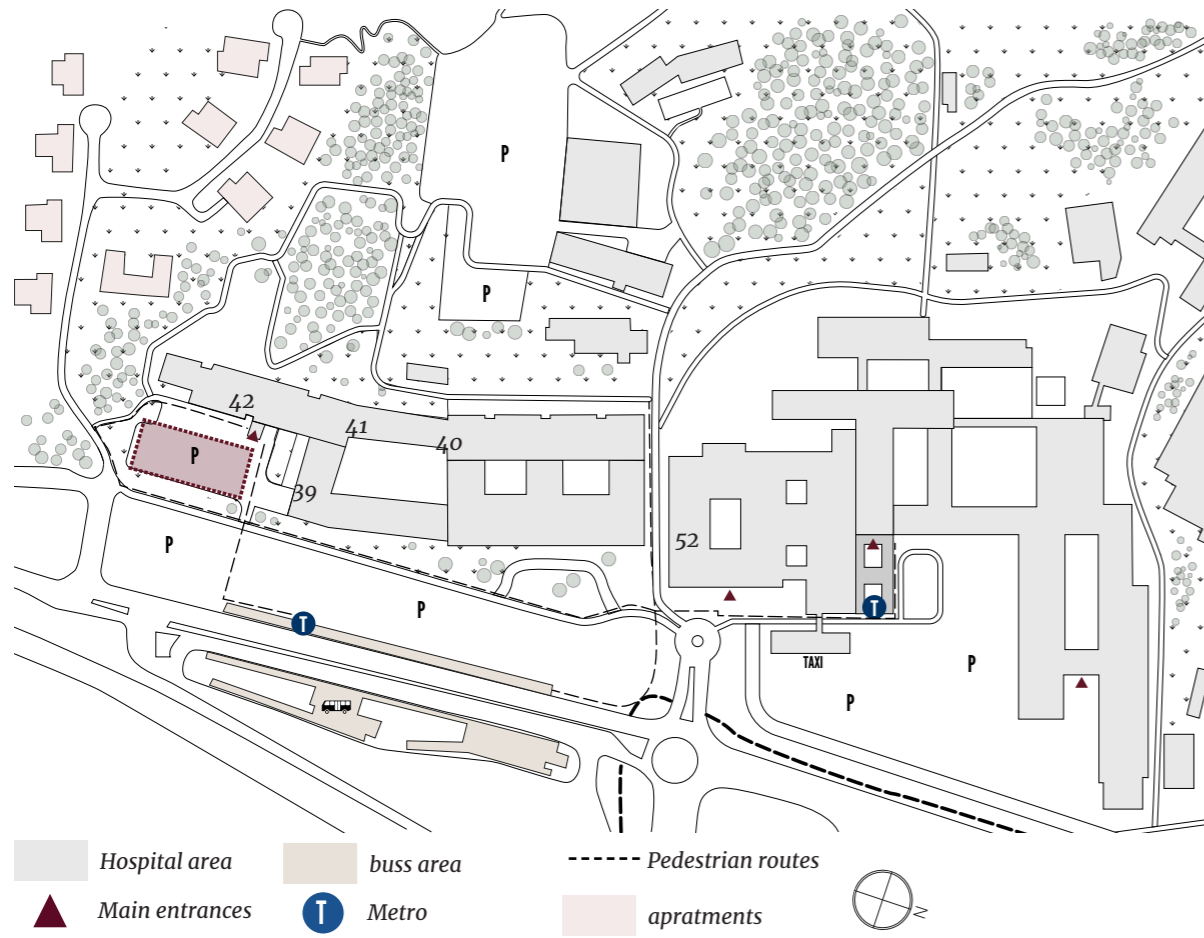 P
P
42
41
40
P
39
52
P
P
T
T
TAXI
P
P
Hospital area
buss area
Pedestrian routes
Main entrances
T
Metro
apratments
N